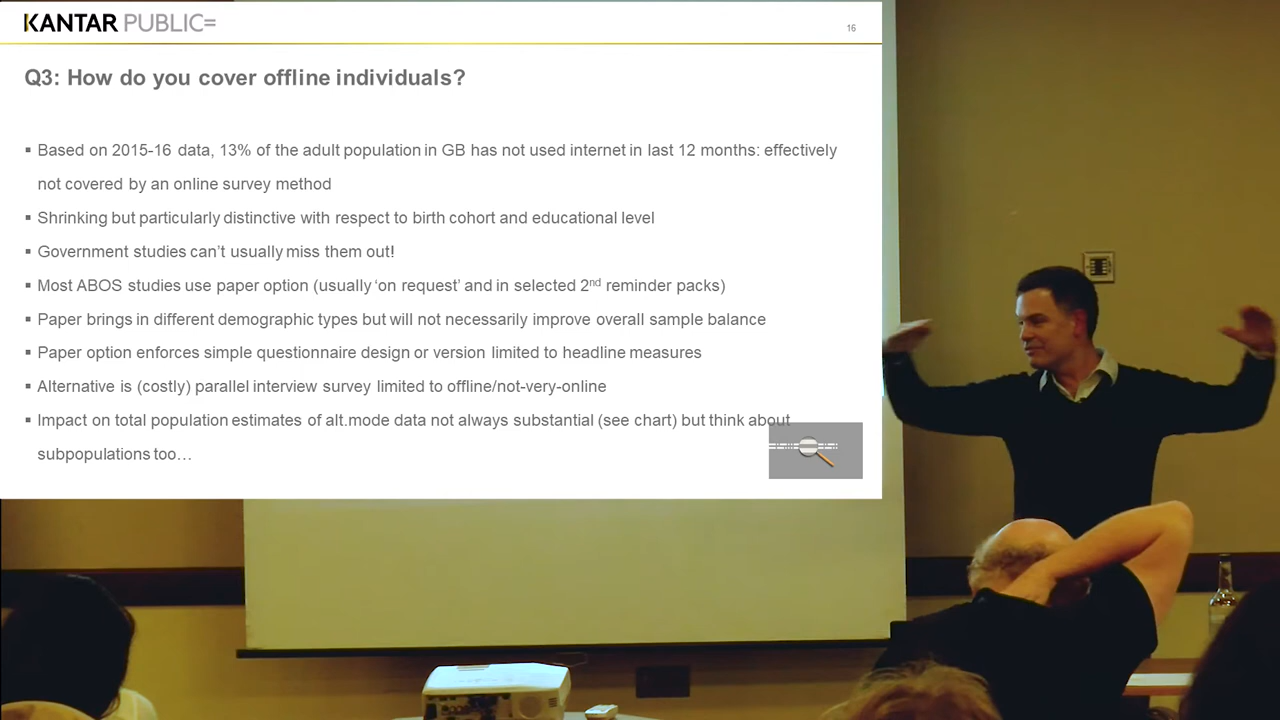 KANTAR PUBLIC=
16
Q3: How do you cover offline individuals?
▪ Based on 2015-16 data, 13% of the adult population in GB has not used internet in last 12 months: effectively
not covered by an online survey method
▪ Shrinking but particularly distinctive with respect to birth cohort and educational level
▪ Government studies can’t usually miss them out!
▪ Most ABOS studies use paper option (usually ‘on request’ and in selected 2nd reminder packs)
▪ Paper brings in different demographic types but will not necessarily improve overall sample balance
▪ Paper option enforces simple questionnaire design or version limited to headline measures
▪ Alternative is (costly) parallel interview survey limited to offline/not-very-online
▪ Impact on total population estimates of alt.mode data not always substantial (see chart) but think about
subpopulations too…